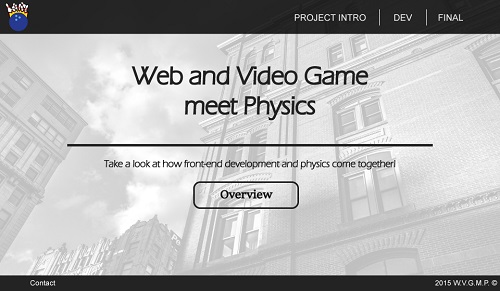 PROJECT INTRO DEV FINAL
Web and Video Game
meet Physics
Take a look at how front-end development and physics come together!
Overview
Contact 2015 W.V.G.M.P. ©